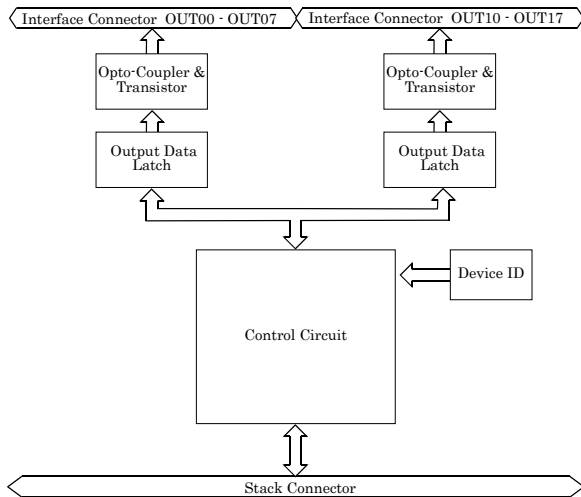 Interface Connector OUT00 - OUT07
Interface Connector OUT10 - OUT17
Opto-Coupler &
Transistor
Opto-Coupler &
Transistor
Output Data
Latch
Output Data
Latch
Device ID
Control Circuit
Stack Connector